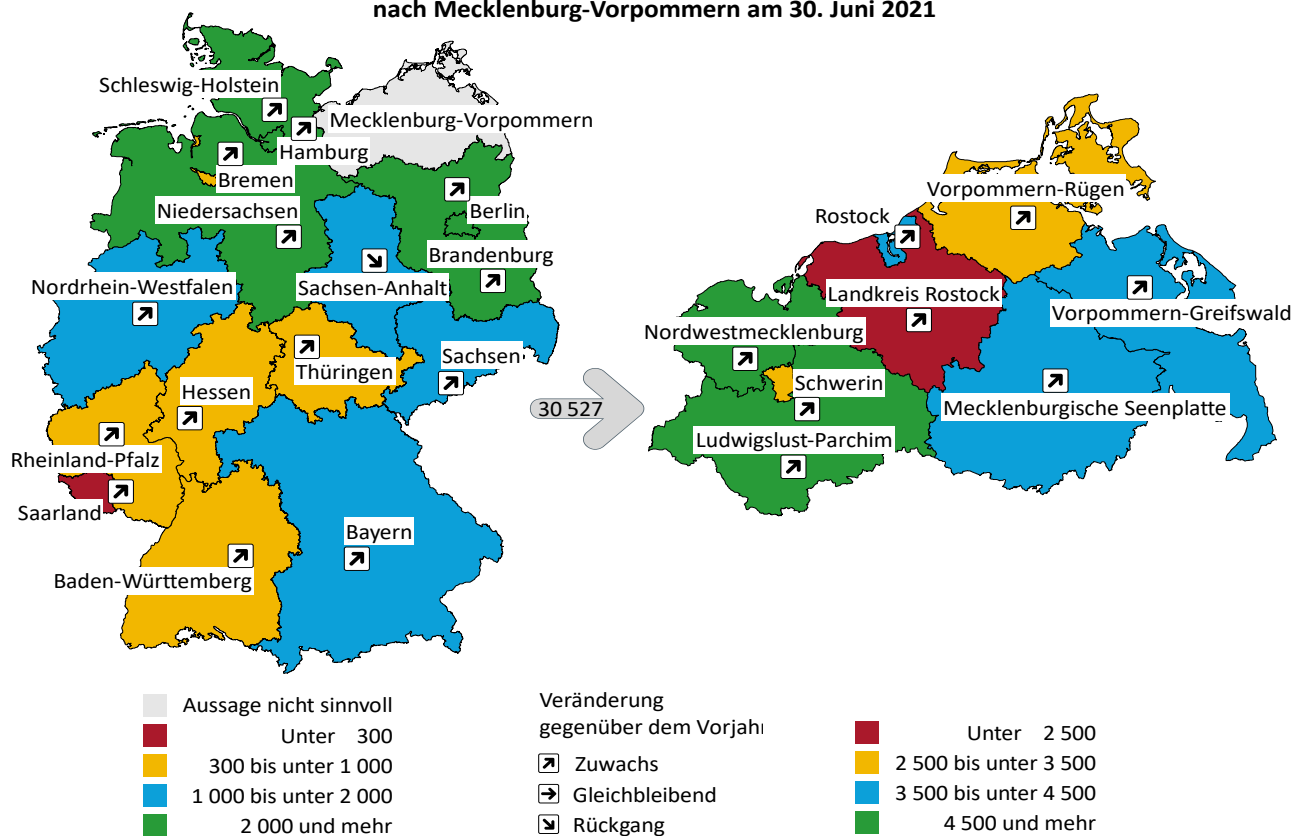 nach Mecklenburg-Vorpommern am 30. Juni 2021
Schleswig-Holstein
Mecklenburg-Vorpommern
Hamburg
Bremen
Niedersachsen
Berlin
Brandenburg
Nordrhein-Westfalen
Sachsen-Anhalt
Sachsen
Thüringen
Hessen
Rheinland-Pfalz
Saarland
Bayern
Baden-Württemberg
30 527
Vorpommern-Rügen
Rostock
Landkreis Rostock
Vorpommern-Greifswald
Nordwestmecklenburg
Schwerin
Mecklenburgische Seenplatte
Ludwigslust-Parchim
Aussage nicht sinnvoll
Unter 300
300 bis unter 1 000
1 000 bis unter 2 000
2 000 und mehr
Veränderung
gegenüber dem Vorjahr
Zuwachs
Gleichbleibend
Rückgang
Unter 2 500
2 500 bis unter 3 500
3 500 bis unter 4 500
4 500 und mehr